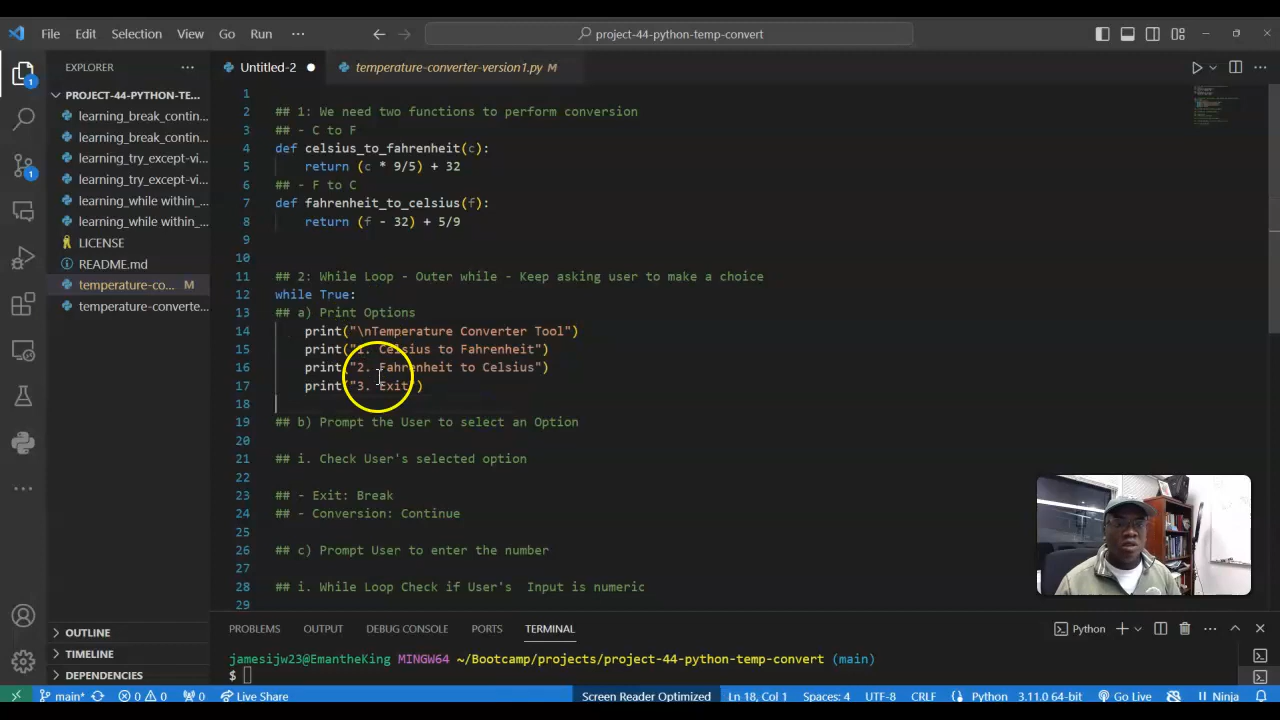 File Edit Selection View Go Run ··· project-44-python-temp-convert
EXPLORER ···
PROJECT-44-PYTHON-TE...
learning_break_contin...
learning_break_contin...
learning_try_except-vi...
learning_try_except-vi...
learning_while within_...
learning_while within_...
LICENSE
README.md
temperature-co... M
temperature-converte...
OUTLINE
TIMELINE
DEPENDENCIES
1
1
Untitled-2 temperature-converter-version1.py M
1
2 ## 1: We need two functions to perform conversion
3 ## - C to F
4 def celsius_to_fahrenheit(c):
5 return (c * 9/5) + 32
6 ## - F to C
7 def fahrenheit_to_celsius(f):
8 return (f - 32) + 5/9
9
10
11 ## 2: While Loop - Outer while - Keep asking user to make a choice
12 while True:
13 ## a) Print Options
14 print("\nTemperature Converter Tool")
15 print("1. Celsius to Fahrenheit")
16 print("2. Fahrenheit to Celsius")
17 print("3. Exit")
18
19 ## b) Prompt the User to select an Option
20
21 ## i. Check User's selected option
22
23 ## - Exit: Break
24 ## - Conversion: Continue
25
26 ## c) Prompt User to enter the number
27
28 ## i. While Loop Check if User's  Input is numeric
29
PROBLEMS OUTPUT DEBUG CONSOLE PORTS TERMINAL Python
jamesijw23@EmantheKing MINGW64 ~/Bootcamp/projects/project-44-python-temp-convert (main)
$
main* 0 0 0 Live Share Screen Reader Optimized Ln 18, Col 1 Spaces: 4 UTF-8 CRLF Python 3.11.0 64-bit Go Live Ninja